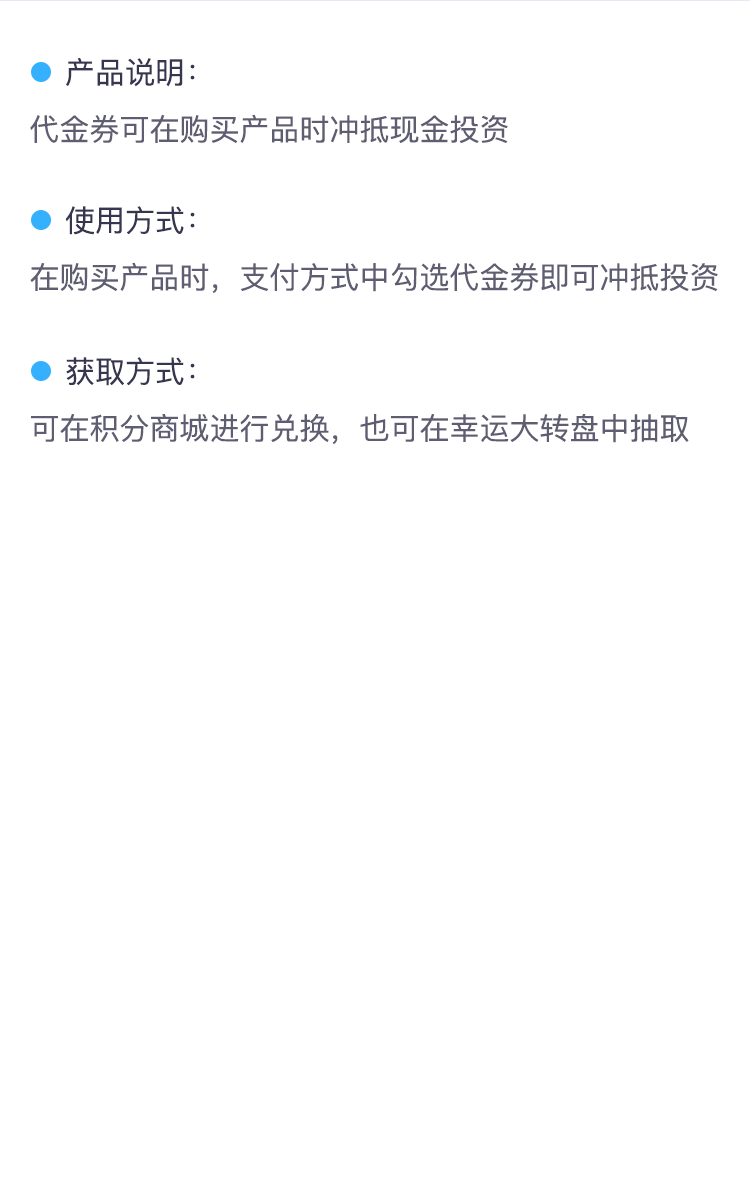 产品说明：
代金券可在购买产品时冲抵现金投资
使用方式：
在购买产品时，支付方式中勾选代金券即可冲抵投资
获取方式：
可在积分商城进行兑换，也可在幸运大转盘中抽取